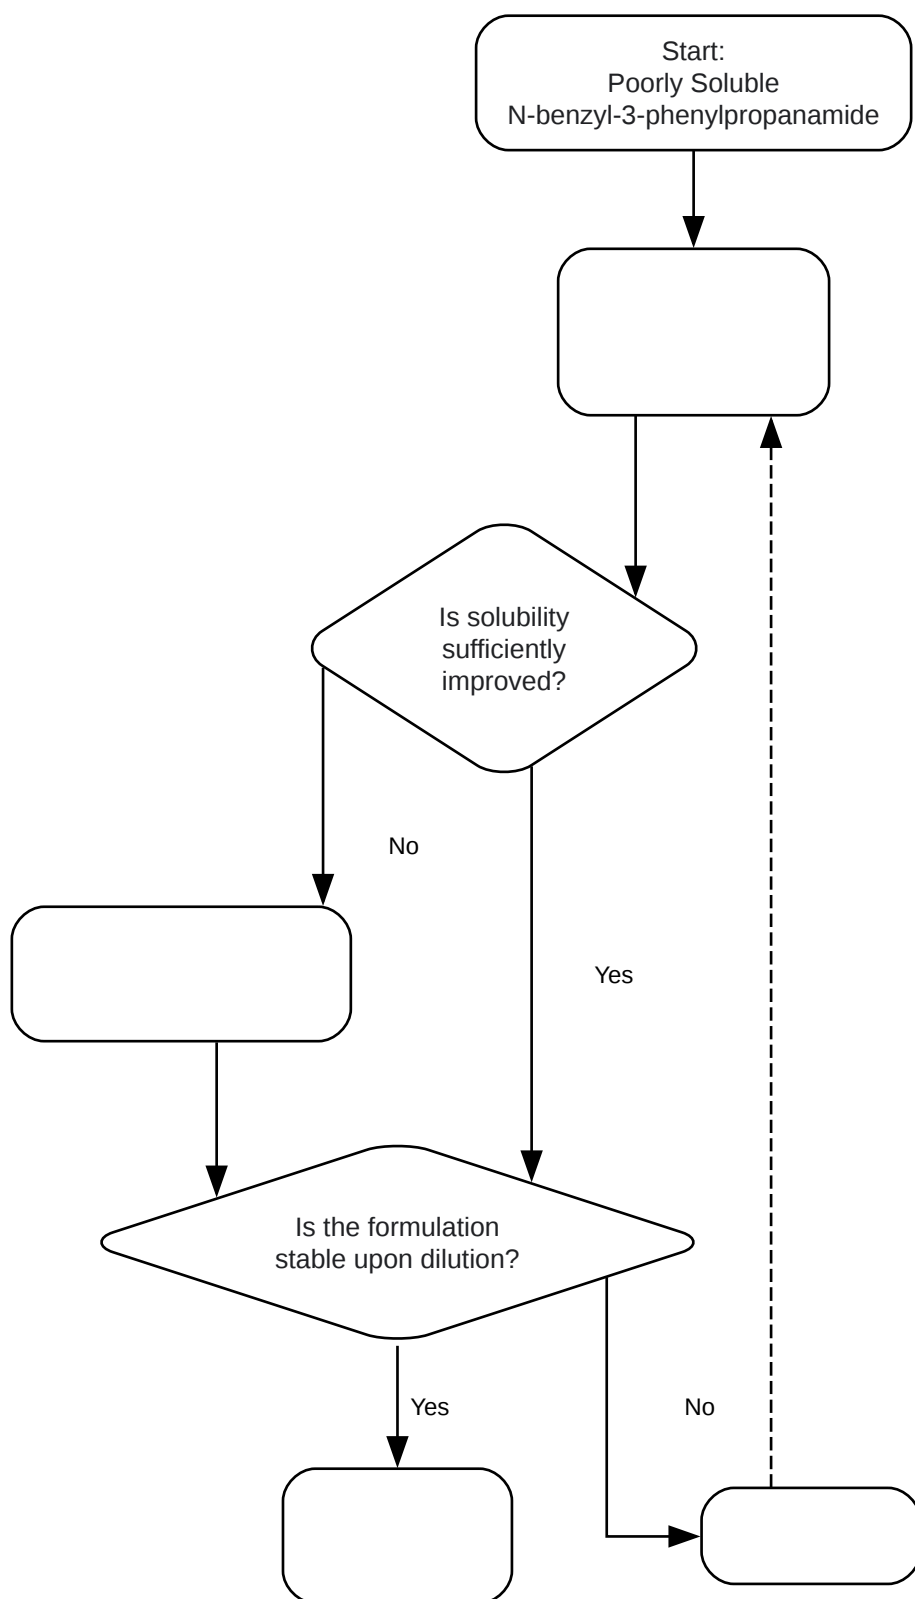 Start:
Poorly Soluble
N-benzyl-3-phenylpropanamide
Is solubility
sufficiently
improved?
No
Yes
Is the formulation
stable upon dilution?
Yes
No